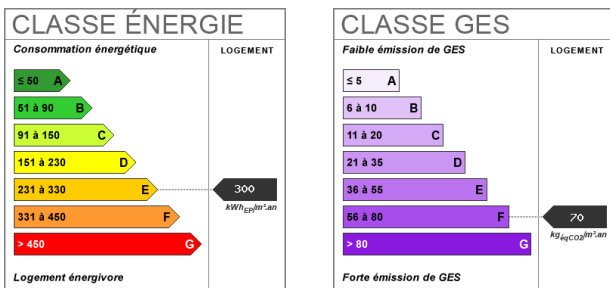 CLASSE ÉNERGIE
Consommation énergétique
LOGEMENT
≤ 50 A
51 à 90 B
91 à 150 C
151 à 230 D
231 à 330 E
300
kWhEP/m².an
331 à 450 F
> 450 G
Logement énergivore
CLASSE GES
Faible émission de GES
LOGEMENT
≤ 5 A
6 à 10 B
11 à 20 C
21 à 35 D
36 à 55 E
56 à 80 F
70
kgéqCO2/m².an
> 80 G
Forte émission de GES